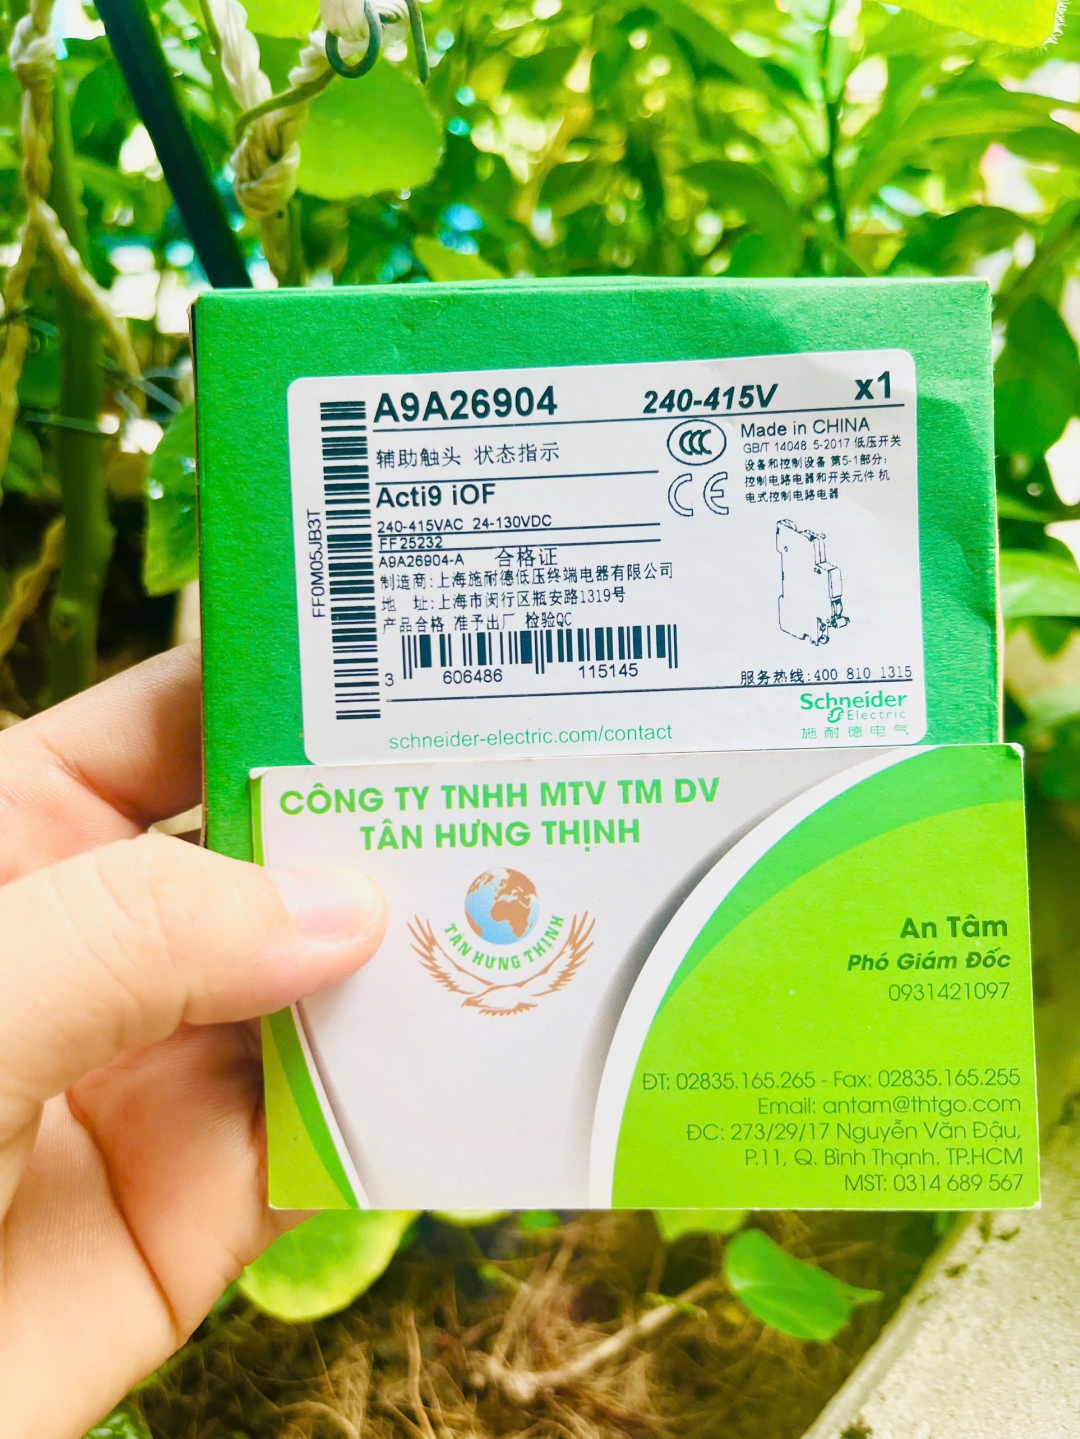 A9A26904 240-415V x1
辅助触头 状态指示
Acti9 iOF
240-415VAC 24-130VDC
FF25232
A9A26904-A 合格证
制造商:上海施耐德低压终端电器有限公司
地 址:上海市闵行区瓶安路1319号
产品合格 准予出厂 检验QC
3 606486 115145
FF0M05JB3T
CCC
Made in CHINA
GB/T 14048.5-2017 低压开关
设备和控制设备 第5-1部分:
控制电路电器和开关元件 机
电式控制电路电器
CE
服务热线:400 810 1315
Schneider
Electric
施耐德电气
schneider-electric.com/contact
CÔNG TY TNHH MTV TM DV
TÂN HƯNG THỊNH
TÂN HƯNG THỊNH
An Tâm
Phó Giám Đốc
0931421097
ĐT: 02835.165.265 - Fax: 02835.165.255
Email: antam@thtgo.com
ĐC: 273/29/17 Nguyễn Văn Đậu,
P.11, Q. Bình Thạnh. TP.HCM
MST: 0314 689 567